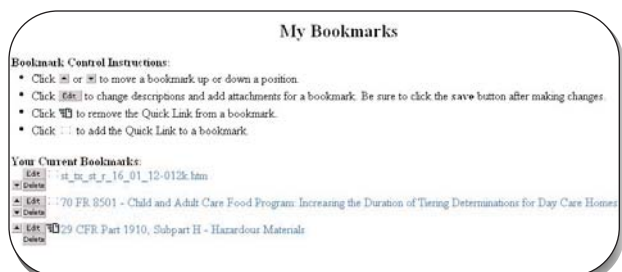 My Bookmarks
Bookmark Control Instructions:
• Click or to move a bookmark up or down a position.
• Click Edit to change descriptions and add attachments for a bookmark. Be sure to click the save button after making changes.
• Click to remove the Quick Link from a bookmark.
• Click to add the Quick Link to a bookmark.
Your Current Bookmarks:
Edit st_tx_st_r_16_01_12-012k.htm
Delete
Edit 70 FR 8501 - Child and Adult Care Food Program: Increasing the Duration of Tiering Determinations for Day Care Homes
Delete
Edit 29 CFR Part 1910, Subpart H - Hazardous Materials
Delete